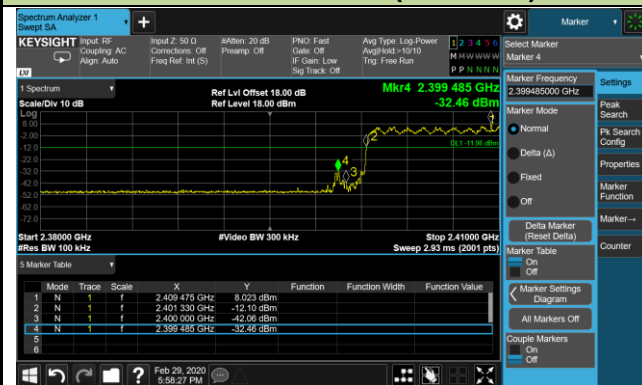 Spectrum Analyzer 1
Swept SA
Marker
KEYSIGHT Input: RF Input Z: 50 Ω #Atten: 20 dB PNO: Fast Avg Type: Log-Power 1 2 3 4 5 6
Coupling: AC Corrections: Off Preamp: Off Gate: Off Avg|Hold:>10/10 M W W W W W
Align: Auto Freq Ref: Int (S) IF Gain: Low Trig: Free Run
Sig Track: Off P P N N N N
LXI
Select Marker
Marker 4
1 Spectrum Ref Lvl Offset 18.00 dB Mkr4 2.399 485 GHz
Scale/Div 10 dB Ref Level 18.00 dBm -32.46 dBm
Log
8.00
-2.00
-12.0
-22.0
-32.0
-42.0
-52.0
-62.0
-72.0
1
2
3
4
DL1 -11.98 dBm
Start 2.38000 GHz #Video BW 300 kHz Stop 2.41000 GHz
#Res BW 100 kHz Sweep 2.93 ms (2001 pts)
5 Marker Table
Mode Trace Scale X Y Function Function Width Function Value
1 N 1 f 2.409 475 GHz 8.023 dBm
2 N 1 f 2.401 330 GHz -12.10 dBm
3 N 1 f 2.400 000 GHz -42.06 dBm
4 N 1 f 2.399 485 GHz -32.46 dBm
5
6
Marker Frequency
2.399485000 GHz
Marker Mode
Normal
Delta (Δ)
Fixed
Off
Delta Marker
(Reset Delta)
Marker Table
On
Off
Marker Settings
Diagram
All Markers Off
Couple Markers
On
Off
Settings
Peak
Search
Pk Search
Config
Properties
Marker
Function
Marker→
Counter
Feb 29, 2020
5:58:27 PM